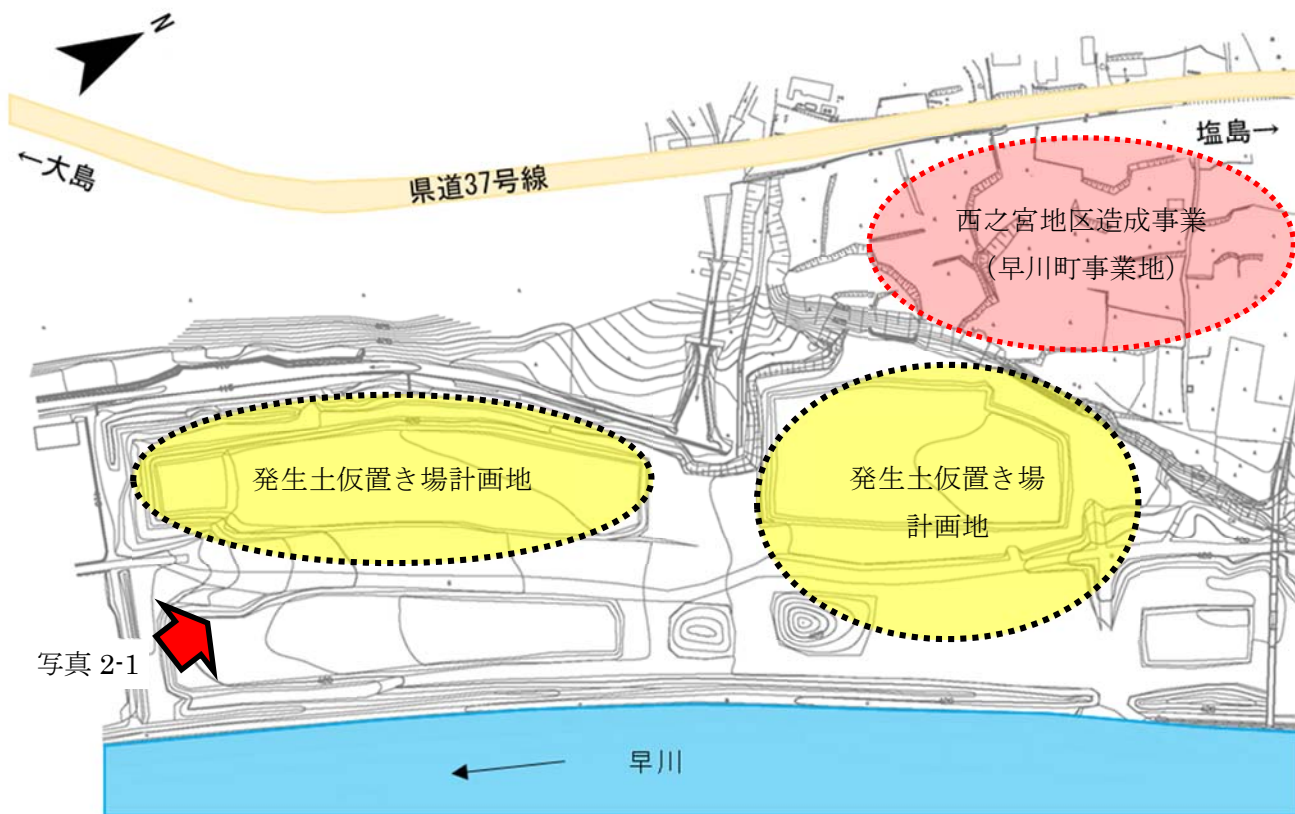 N
塩島→
←大島
県道37号線
西之宮地区造成事業
（早川町事業地）
発生土仮置き場計画地
発生土仮置き場
計画地
写真 2-1
早川